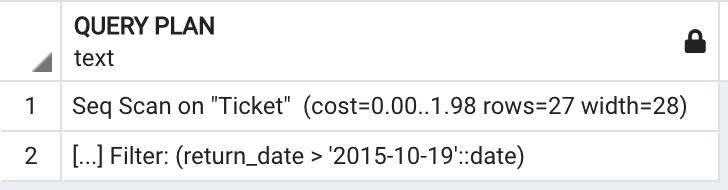 QUERY PLAN
text
1 Seq Scan on "Ticket" (cost=0.00..1.98 rows=27 width=28)
2 [...] Filter: (return_date > '2015-10-19'::date)